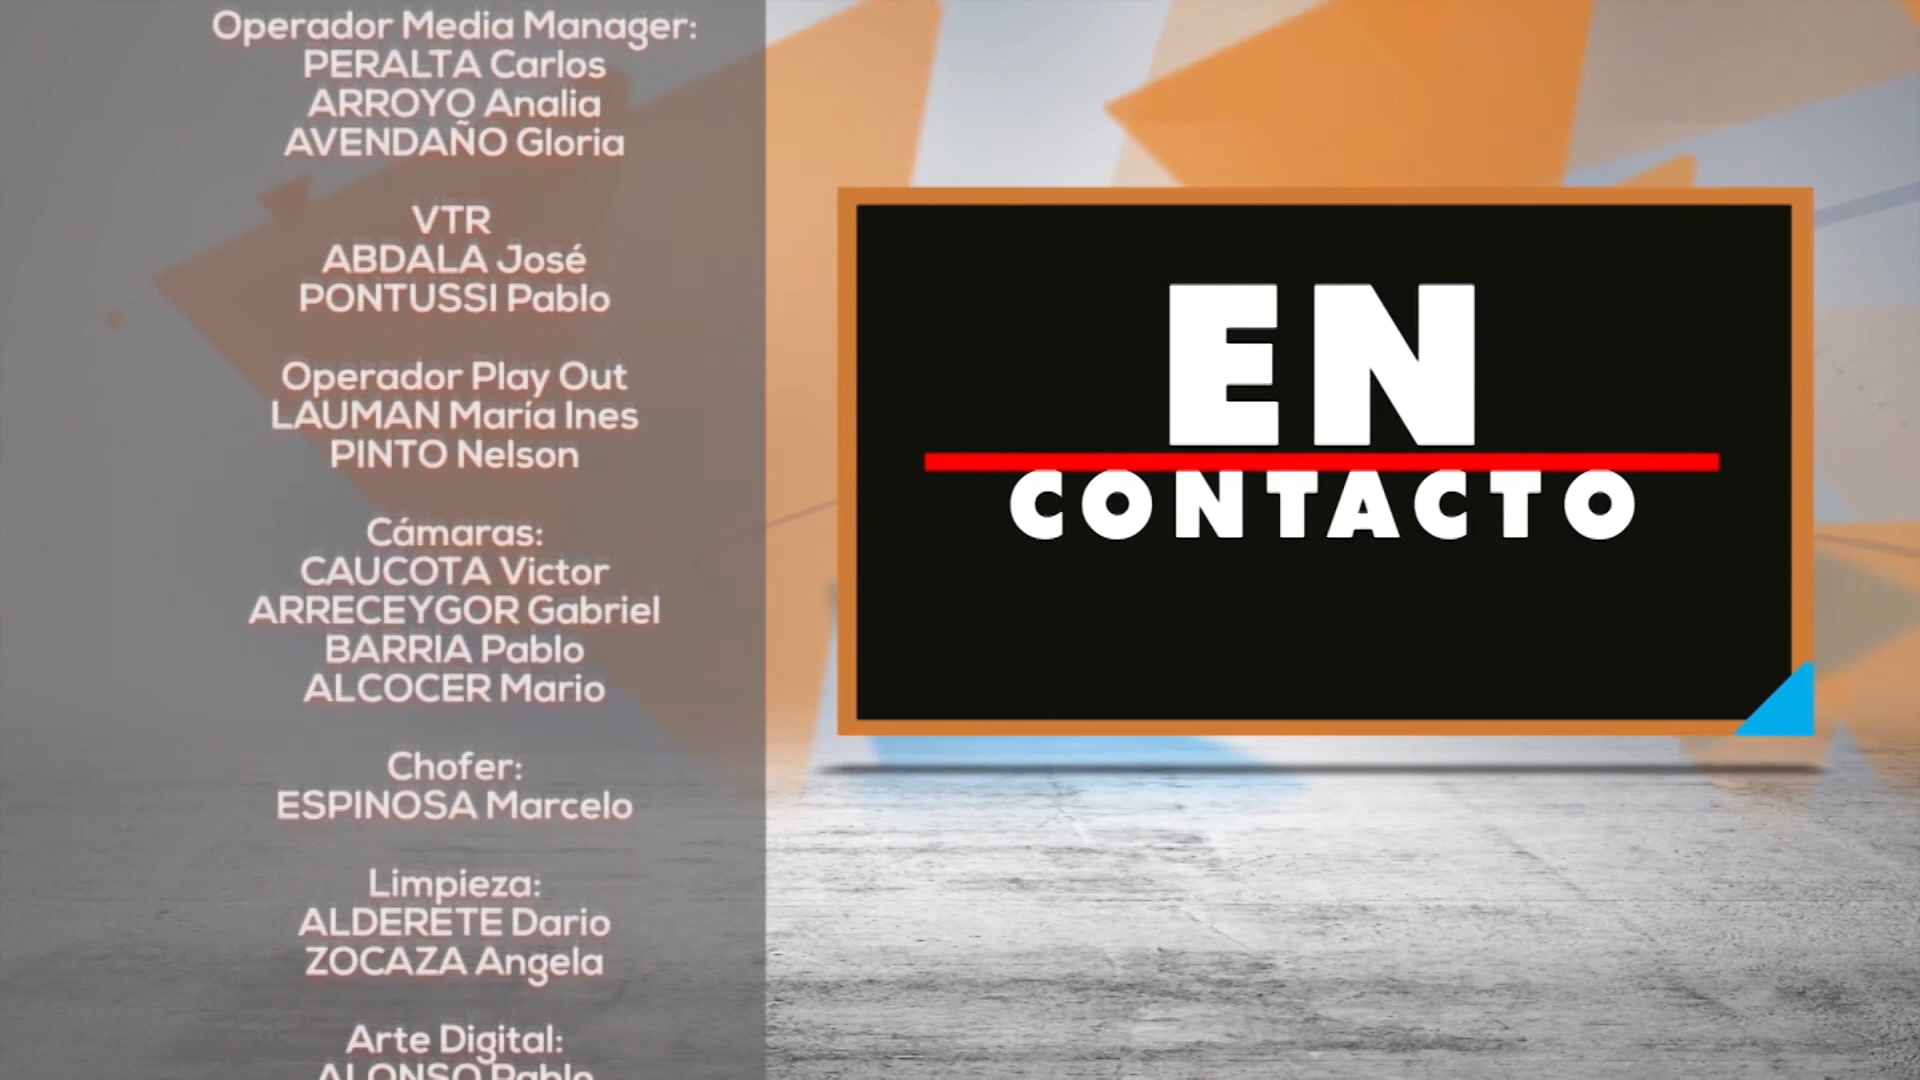 Operador Media Manager:
PERALTA Carlos
ARROYO Analia
AVENDAÑO Gloria
VTR
ABDALA José
PONTUSSI Pablo
Operador Play Out
LAUMAN María Ines
PINTO Nelson
Cámaras:
CAUCOTA Victor
ARRECEYGOR Gabriel
BARRIA Pablo
ALCOCER Mario
Chofer:
ESPINOSA Marcelo
Limpieza:
ALDERETE Dario
ZOCAZA Angela
Arte Digital:
ALONSO Pablo
EN
CONTACTO